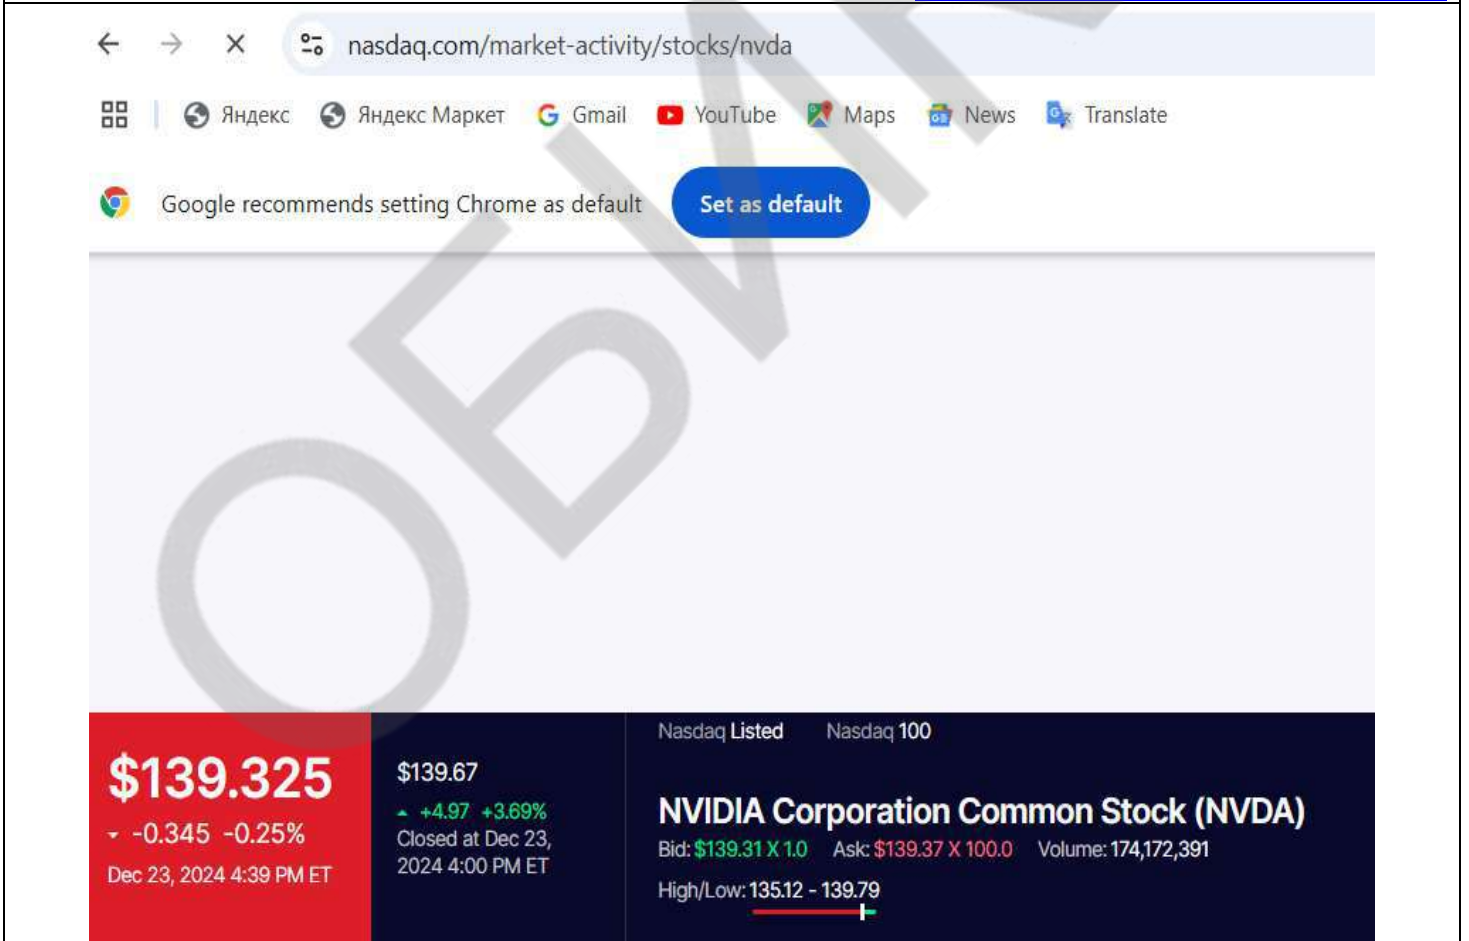 nasdaq.com/market-activity/stocks/nvda
Яндекс Яндекс Маркет Gmail YouTube Maps News Translate
Google recommends setting Chrome as default Set as default
ОБИ
Nasdaq Listed Nasdaq 100
$139.325
-0.345 -0.25%
Dec 23, 2024 4:39 PM ET
$139.67
+4.97 +3.69%
Closed at Dec 23,
2024 4:00 PM ET
NVIDIA Corporation Common Stock (NVDA)
Bid: $139.31 X 1.0 Ask: $139.37 X 100.0 Volume: 174,172,391
High/Low: 135.12 - 139.79